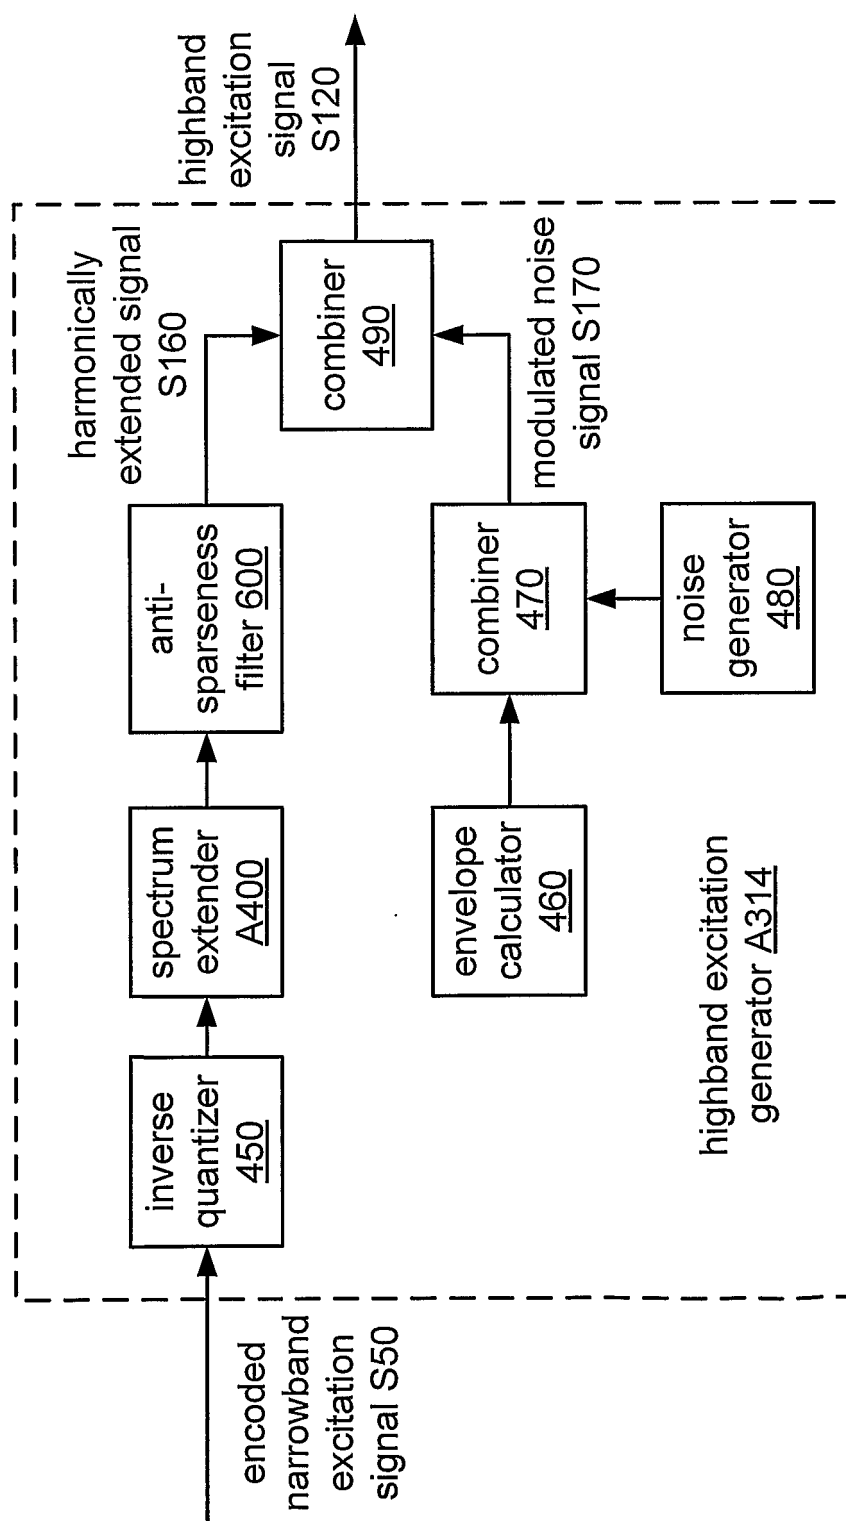 encoded
narrowband
excitation
signal S50
inverse
quantizer
450
spectrum
extender
A400
anti-
sparseness
filter 600
harmonically
extended signal
S160
highband
excitation
signal
S120
combiner
490
envelope
calculator
460
combiner
470
modulated noise
signal S170
noise
generator
480
highband excitation
generator A314